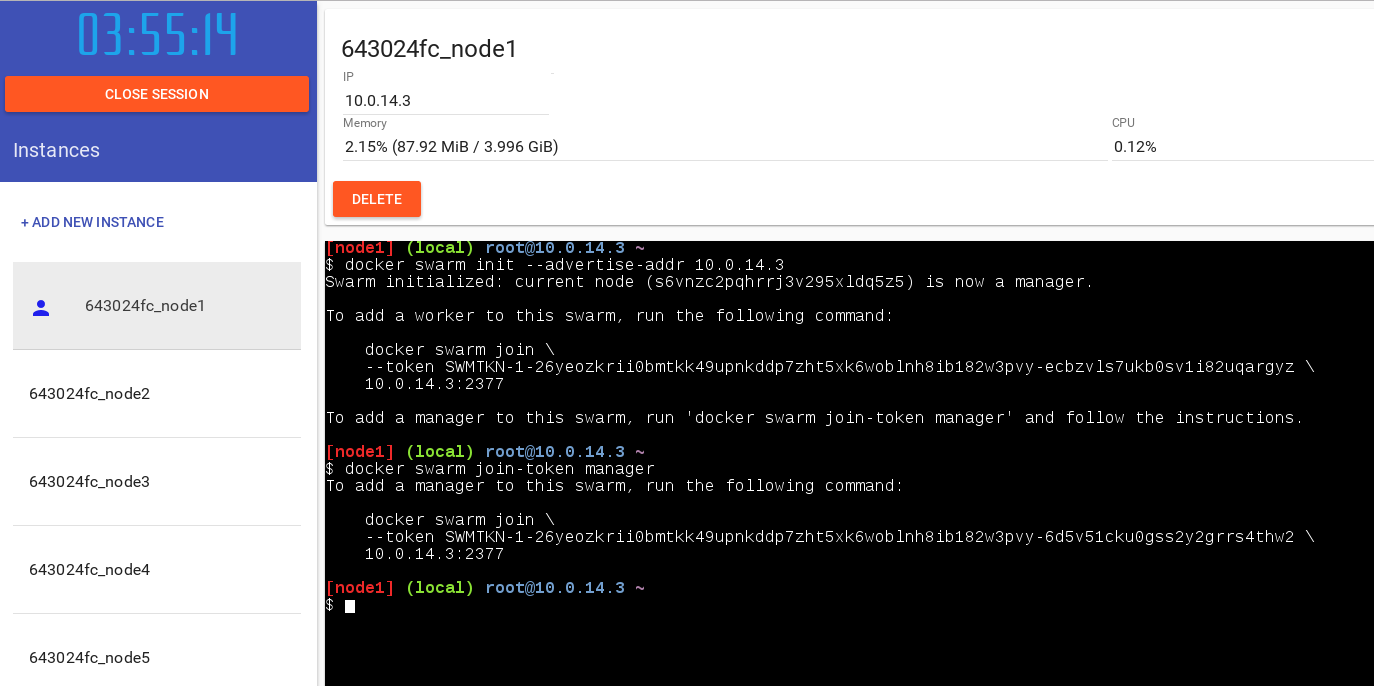 03:55:14
CLOSE SESSION
Instances
+ ADD NEW INSTANCE
643024fc_node1
643024fc_node2
643024fc_node3
643024fc_node4
643024fc_node5
643024fc_node1
IP
10.0.14.3
Memory
2.15% (87.92 MiB / 3.996 GiB)
CPU
0.12%
DELETE
[node1] (local) root@10.0.14.3 ~
$ docker swarm init --advertise-addr 10.0.14.3
Swarm initialized: current node (s6vnzc2pqhrrj3v295xldq5z5) is now a manager.
To add a worker to this swarm, run the following command:
docker swarm join \
--token SWMTKN-1-26yeozkrii0bmtkk49upnkddp7zht5xk6woblnh8ib182w3pvy-ecbzvls7ukb0sv1i82uqargyz \
10.0.14.3:2377
To add a manager to this swarm, run 'docker swarm join-token manager' and follow the instructions.
[node1] (local) root@10.0.14.3 ~
$ docker swarm join-token manager
To add a manager to this swarm, run the following command:
docker swarm join \
--token SWMTKN-1-26yeozkrii0bmtkk49upnkddp7zht5xk6woblnh8ib182w3pvy-6d5v51cku0gss2y2grrs4thw2 \
10.0.14.3:2377
[node1] (local) root@10.0.14.3 ~
$